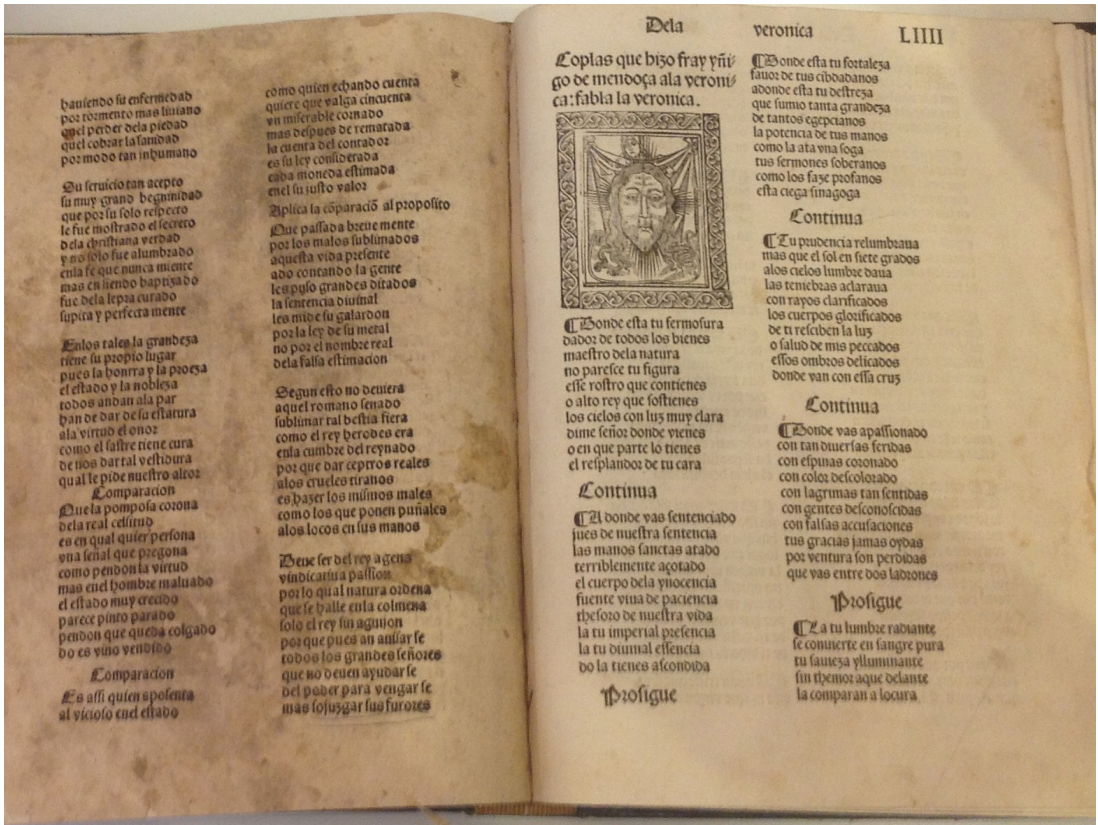 hauiendo su enfermedad
por tormento mas liuiano
quel perder dela piedad
quel cobrar la sanidad
por modo tan inhumano
Su seruicio tan acepto
su muy grand begninidad
que por su solo respecto
le fue mostrado el secreto
dela christiana verdad
y no solo fue alumbrado
enla fe que nunca miente
mas en siendo baptizado
fue dela lepra curado
supita y perfecta mente
Enlos tales la grandeza
tiene su propio lugar
pues la honrra y la proeza
el estado y la nobleza
todos andan ala par
han de dar de su estatura
ala virtud el onor
como el sastre tiene cura
de nos dar tal vestidura
qual le pide nuestro altor
Comparacion
Que la pomposa corona
dela real celsitud
es en qual quier persona
vna señal que pregona
como pendon la virtud
mas enel hombre maluado
el estado muy crecido
parece pinto parado
pendon que queda colgado
do es vino vendido
Comparacion
Es assi quien aposenta
al vicioso enel estado
como quien echando cuenta
quiere que valga cincuenta
vn miserable cornado
mas despues de rematada
la cuenta del contador
es su ley considerada
cada moneda estimada
enel su justo valor
Aplica la cõparaciõ al proposito
Que passada breue mente
por los malos sublimados
aquesta vida presente
ado contando la gente
les puso grandes ditados
la sentencia diuinal
les mide su galardon
por la ley de su metal
no por el nombre real
dela falsa estimacion
Segun esto no deuiera
aquel romano senado
sublimar tal bestia fiera
como el rey herodes era
enla cumbre del reynado
por que dar ceptros reales
alos crueles tiranos
es hazer los mismos males
como los que ponen puñales
alos locos en sus manos
Deue ser del rey agena
vindicatiua passion
por lo qual natura ordena
que se halle enla colmena
solo el rey sin aguijon
por que pues an auisar se
todos los grandes señores
que no deuen ayudar se
del poder para vengar se
mas sojuzgar sus furores
Dela veronica LIIII
Coplas que hizo fray yñi-
go de mendoça ala veroni-
ca: fabla la veronica.
¶Donde esta tu fermosura
dador de todos los bienes
maestro dela natura
no paresce tu figura
esse rostro que contienes
o alto rey que sostienes
los cielos con luz muy clara
dime señor donde vienes
o en que parte lo tienes
el resplandor de tu cara
Continua
¶A donde vas sentenciado
jues de nuestra sentencia
las manos sanctas atado
terriblemente açotado
el cuerpo dela ynocencia
fuente viua de paciencia
thesoro de nuestra vida
la tu imperial presencia
la tu diuinal essencia
do la tienes ascondida
Prosigue
¶Donde esta tu fortaleza
fauor de tus cibdadanos
adonde esta tu destreza
que sumio tanta grandeza
de tantos egepcianos
la potencia de tus manos
como la ata vna soga
tus sermones soberanos
como los faze profanos
esta ciega sinagoga
Continua
¶Tu prudencia relumbraua
mas que el sol en siete grados
alos cielos lumbre daua
las teniebras aclaraua
con rayos clarificados
los cuerpos glorificados
de ti resciben la luz
o salud de mis peccados
essos ombros delicados
donde van con essa cruz
Continua
¶Donde vas apassionado
con tan diuersas feridas
con espinas coronado
con color descolorado
con lagrimas tan sentidas
con gentes desconoscidas
con falsas accusaciones
tus gracias jamas oydas
por ventura son perdidas
que vas entre dos ladrones
Prosigue
¶La tu lumbre radiante
se conuierte en sangre pura
tu saujeza ylluminante
sin themor aque delante
la comparan a locura